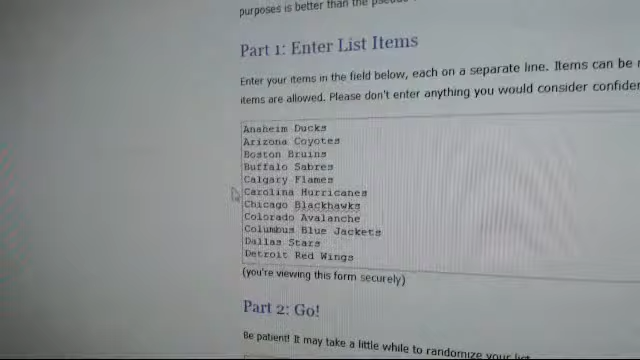 purposes is better than the pseudo
Part 1: Enter List Items
Enter your items in the field below, each on a separate line. Items can be
items are allowed. Please don't enter anything you would consider
Anaheim Ducks
Arizona Coyotes
Boston Bruins
Buffalo Sabres
Calgary Flames
Carolina Hurricanes
Chicago Blackhawks
Colorado Avalanche
Columbus Blue Jackets
Dallas Stars
Detroit Red Wings
(you're viewing this form securely)
Part 2: Go!
Be patient! It may take a little while to randomize your list